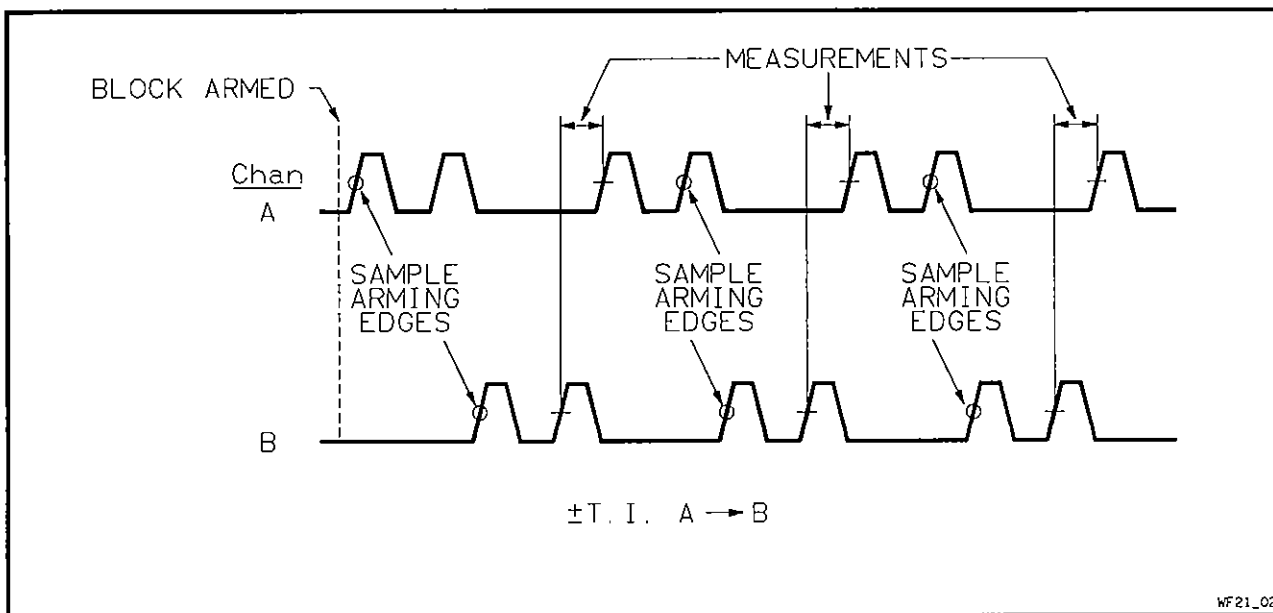 MEASUREMENTS
BLOCK ARMED
Chan
A
SAMPLE
ARMING
EDGES
SAMPLE
ARMING
EDGES
SAMPLE
ARMING
EDGES
B
±T.I. A → B
WF21_02